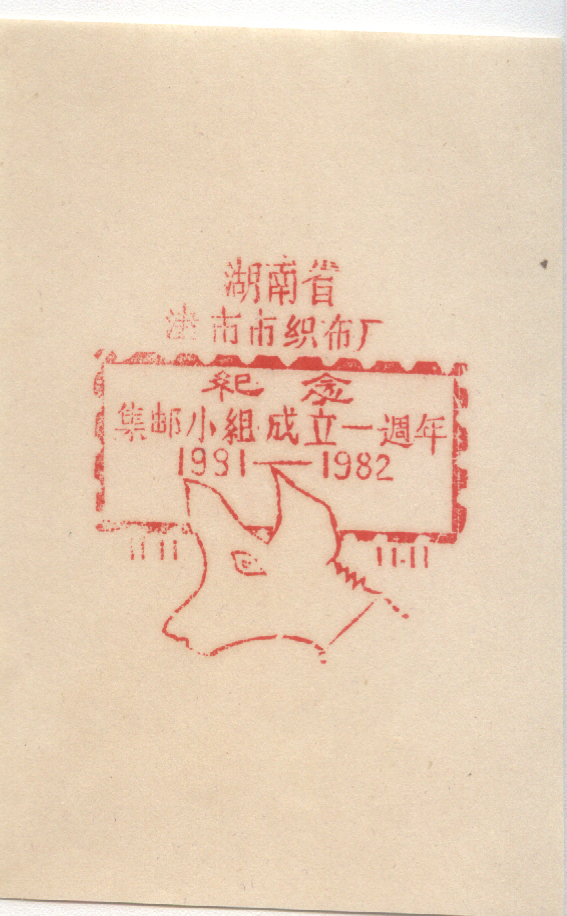 湖南省
津市市织布厂
紀念
集邮小組成立一週年
1981—1982
11.11 11.11